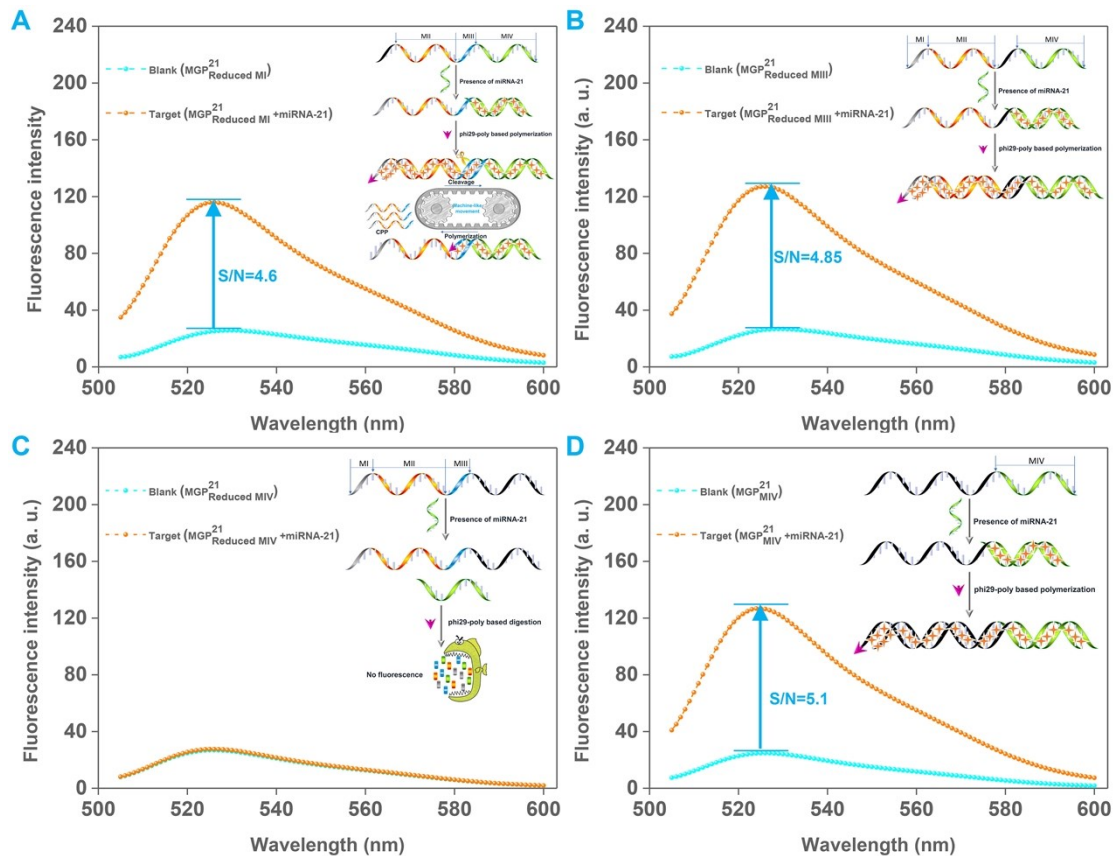 A
Fluorescence intensity
240
200
160
120
80
40
0
Blank (MGP21Reduced MI)
Target (MGP21Reduced MI +miRNA-21)
S/N=4.6
MII MIII MIV
Presence of miRNA-21
phi29-poly based polymerization
Cleavage
Machine-like
movement
CPP
Polymerization
500 520 540 560 580 600
Wavelength (nm)
B
Fluorescence intensity (a. u.)
240
200
160
120
80
40
0
Blank (MGP21Reduced MIII)
Target (MGP21Reduced MIII +miRNA-21)
S/N=4.85
MI MII MIV
Presence of miRNA-21
phi29-poly based polymerization
500 520 540 560 580 600
Wavelength (nm)
C
Fluorescence intensity (a. u.)
240
200
160
120
80
40
0
Blank (MGP21Reduced MIV)
Target (MGP21Reduced MIV +miRNA-21)
MI MII MIII
Presence of miRNA-21
phi29-poly based digestion
No fluorescence
500 520 540 560 580 600
Wavelength (nm)
D
Fluorescence intensity (a. u.)
240
200
160
120
80
40
0
Blank (MGP21MIV)
Target (MGP21MIV +miRNA-21)
S/N=5.1
MIV
Presence of miRNA-21
phi29-poly based polymerization
500 520 540 560 580 600
Wavelength (nm)